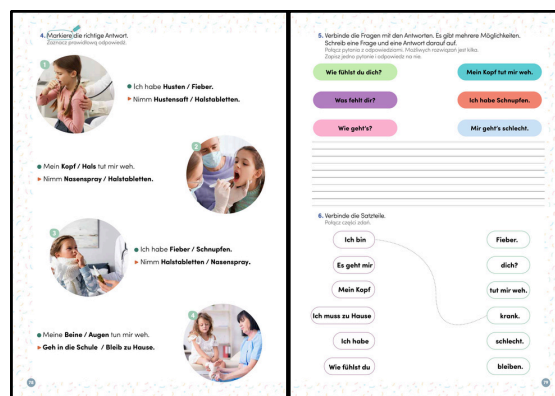 4. Markiere die richtige Antwort.
Zaznacz prawidłową odpowiedź.
1
Ich habe Husten / Fieber.
Nimm Hustensaft / Halstabletten.
2
Mein Kopf / Hals tut mir weh.
Nimm Nasenspray / Halstabletten.
3
Ich habe Fieber / Schnupfen.
Nimm Halstabletten / Nasenspray.
4
Meine Beine / Augen tun mir weh.
Geh in die Schule / Bleib zu Hause.
5. Verbinde die Fragen mit den Antworten. Es gibt mehrere Möglichkeiten.
Schreib eine Frage und eine Antwort darauf auf.
Połącz pytania z odpowiedziami. Możliwych rozwiązań jest kilka.
Zapisz jedno pytanie i odpowiedź na nie.
Wie fühlst du dich?
Mein Kopf tut mir weh.
Was fehlt dir?
Ich habe Schnupfen.
Wie geht's?
Mir geht's schlecht.
6. Verbinde die Satzteile.
Połącz części zdań.
Ich bin
Fieber.
Es geht mir
dich?
Mein Kopf
tut mir weh.
Ich muss zu Hause
krank.
Ich habe
schlecht.
Wie fühlst du
bleiben.